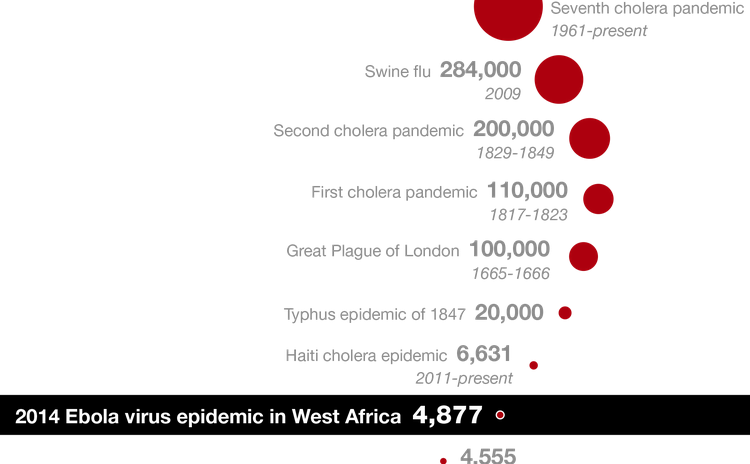 Seventh cholera pandemic
1961-present
Swine flu 284,000
2009
Second cholera pandemic 200,000
1829-1849
First cholera pandemic 110,000
1817-1823
Great Plague of London 100,000
1665-1666
Typhus epidemic of 1847 20,000
Haiti cholera epidemic 6,631
2011-present
2014 Ebola virus epidemic in West Africa 4,877
4,555